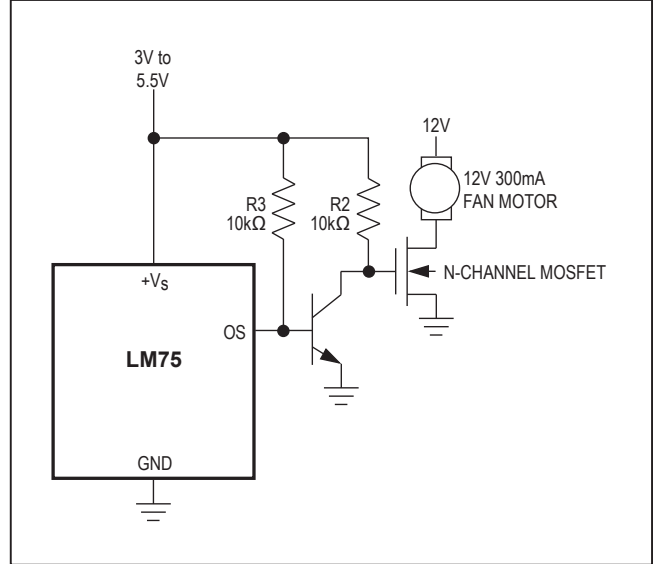 3V to
5.5V
12V
12V 300mA
FAN MOTOR
R3
10kΩ
R2
10kΩ
N-CHANNEL MOSFET
+VS
OS
LM75
GND